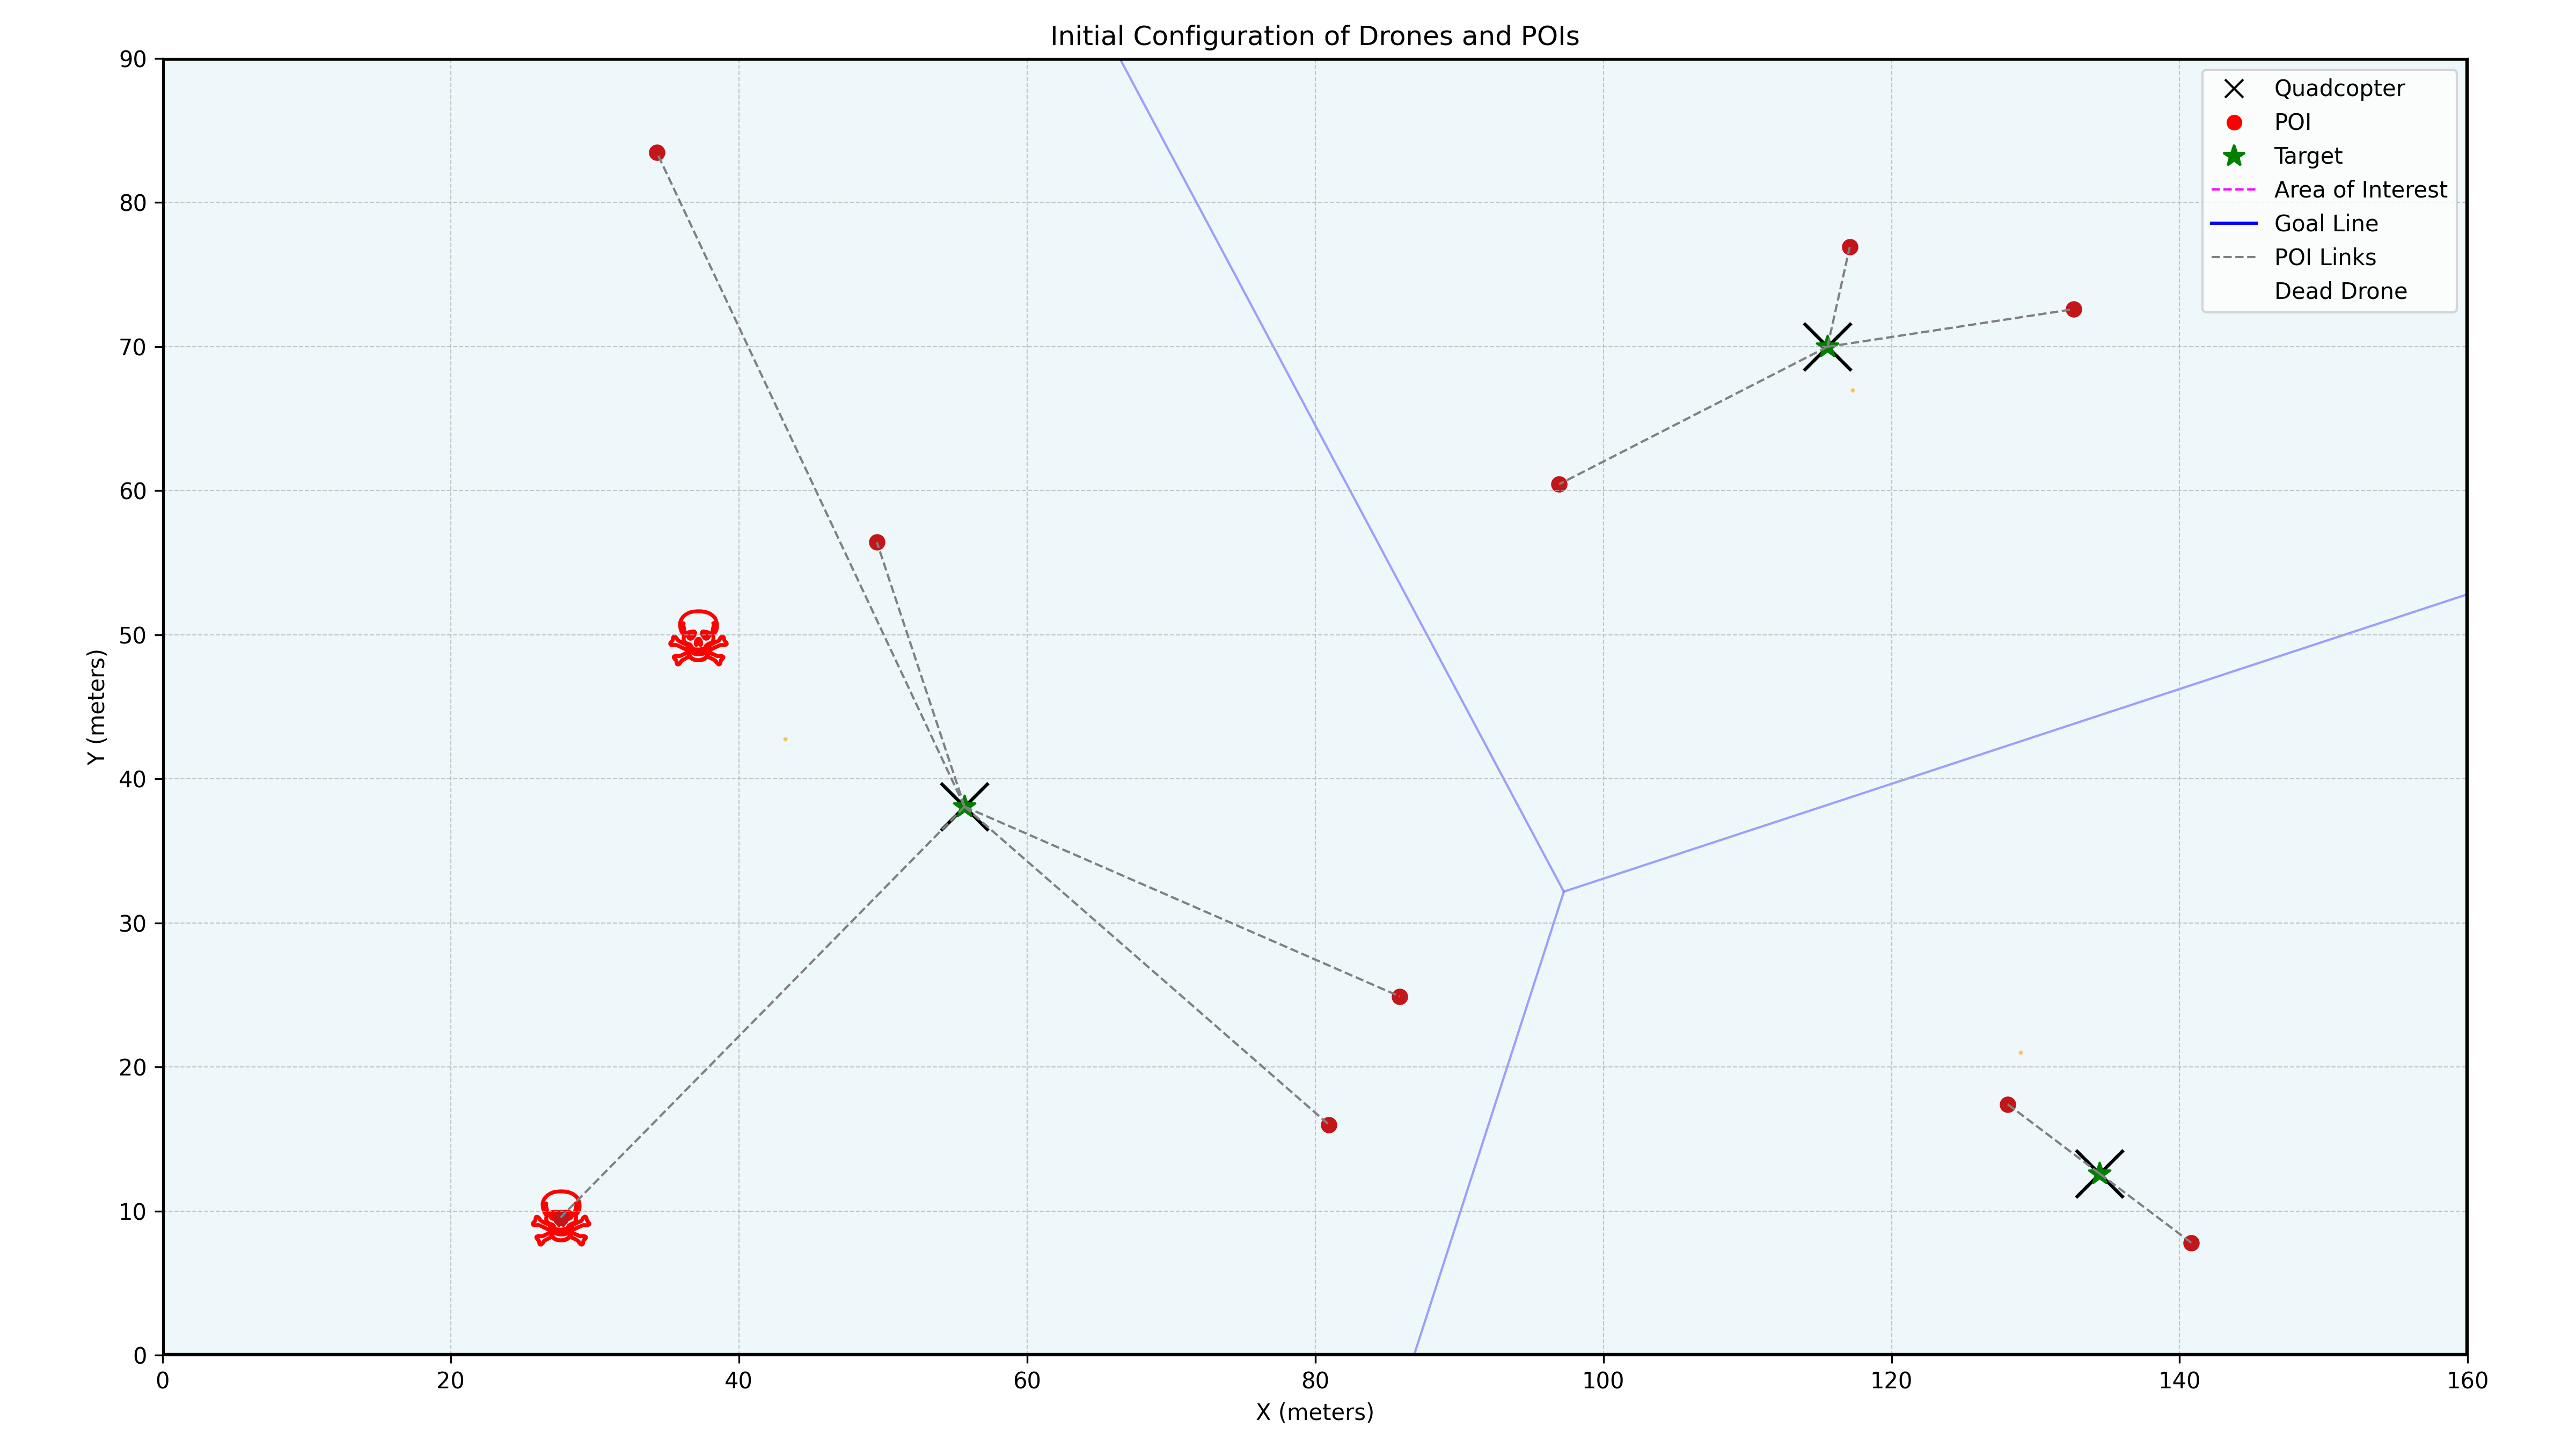 Initial Configuration of Drones and POIs
90
80
70
60
50
40
30
20
10
0
Y (meters)
Quadcopter
POI
Target
Area of Interest
Goal Line
POI Links
Dead Drone
0
20
40
60
80
100
120
140
160
X (meters)